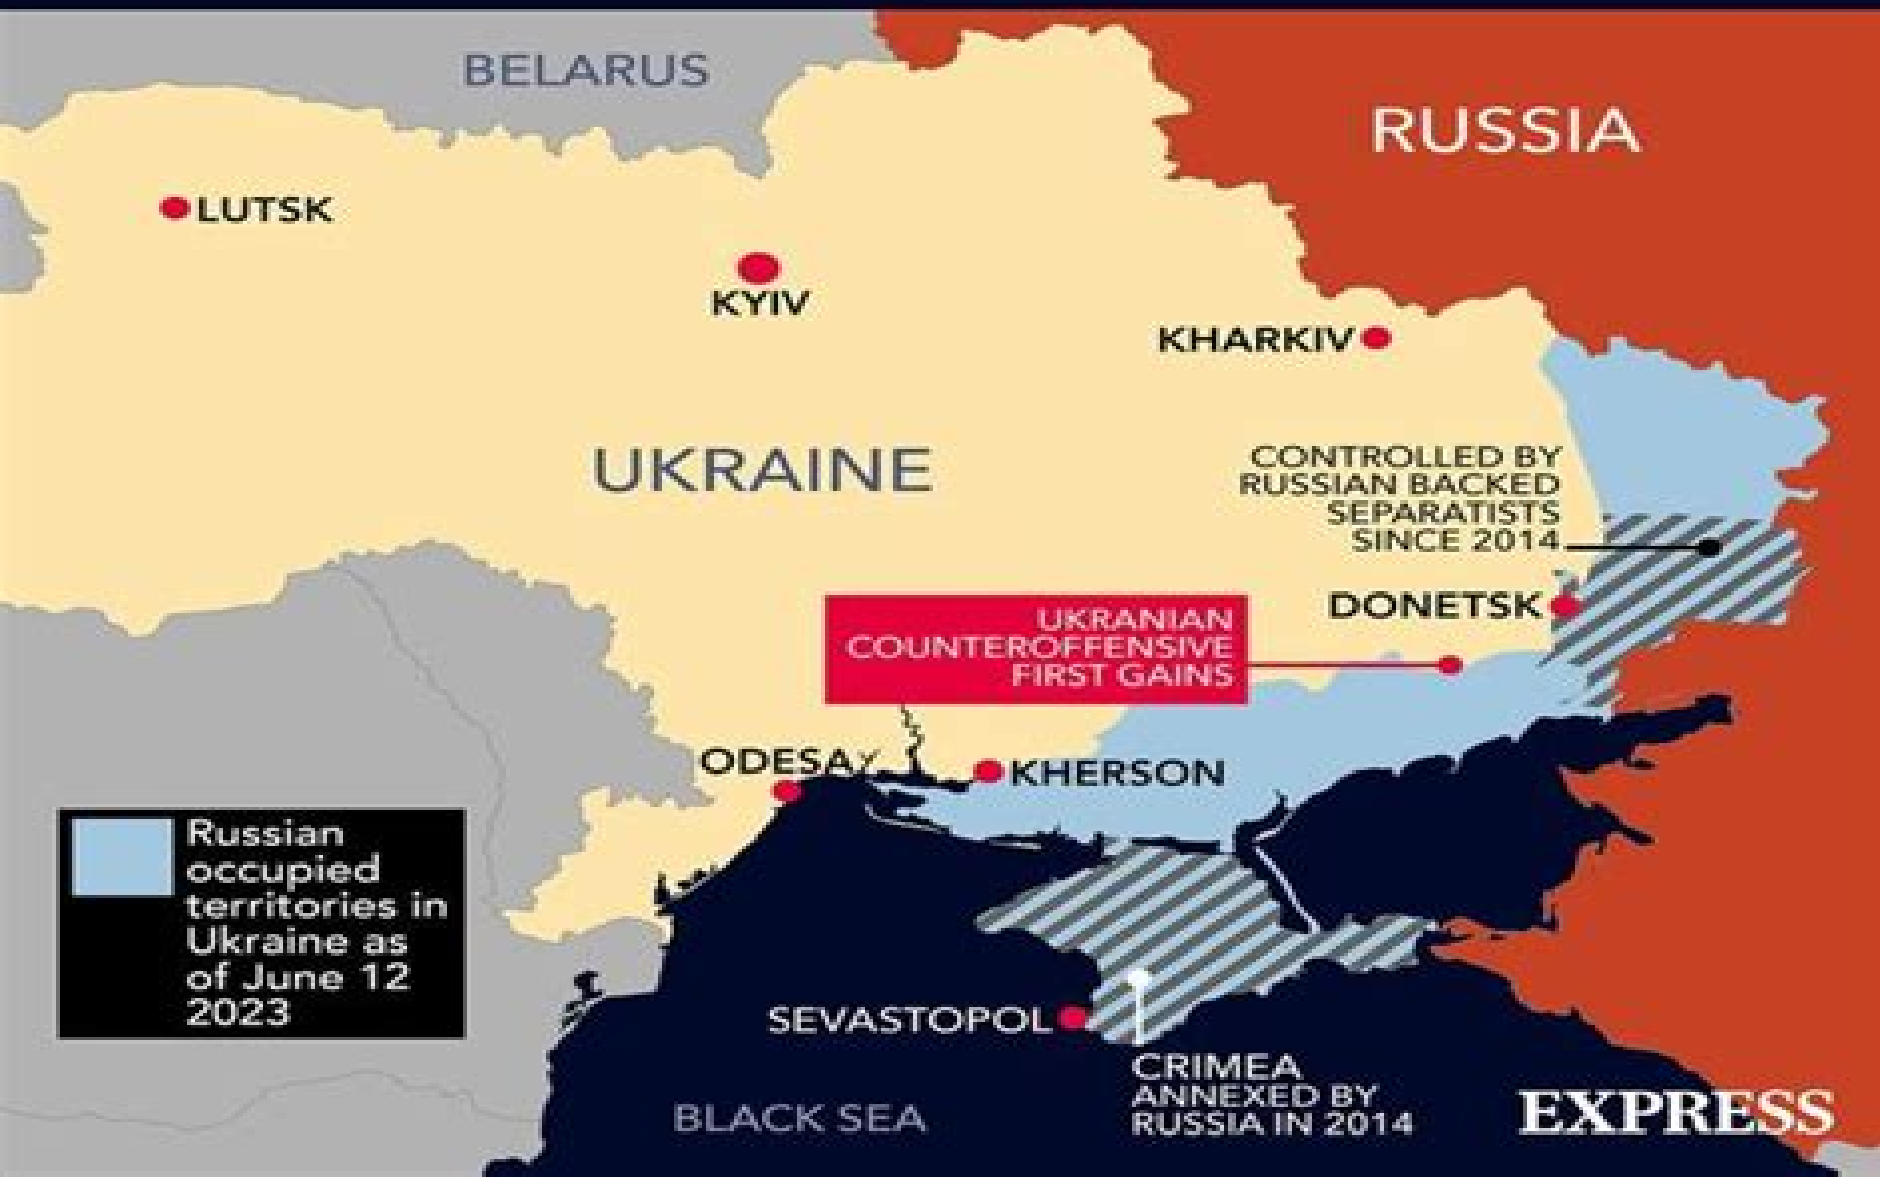 BELARUS
RUSSIA
LUTSK
KYIV
KHARKIV
UKRAINE
CONTROLLED BY
RUSSIAN BACKED
SEPARATISTS
SINCE 2014
DONETSK
UKRANIAN
COUNTEROFFENSIVE
FIRST GAINS
ODESA
KHERSON
Russian
occupied
territories in
Ukraine as
of June 12
2023
SEVASTOPOL
CRIMEA
ANNEXED BY
RUSSIA IN 2014
BLACK SEA
EXPRESS